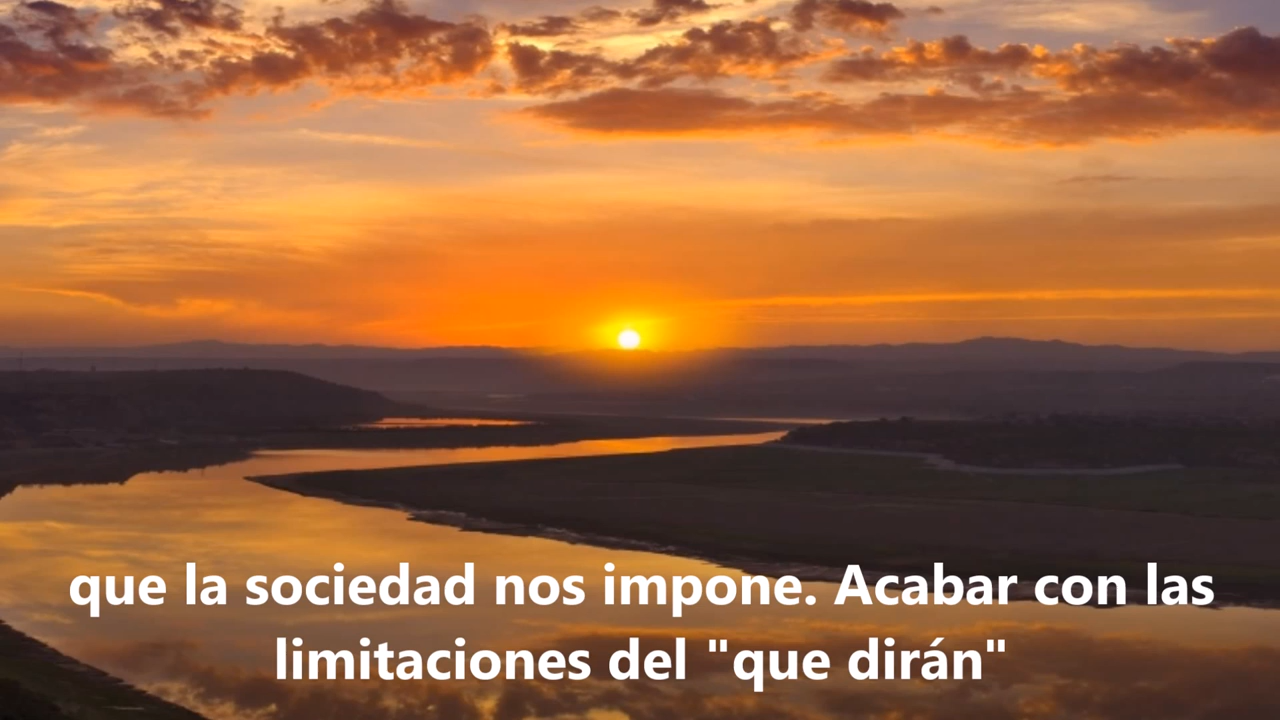 que la sociedad nos impone. Acabar con las
limitaciones del "que dirán"